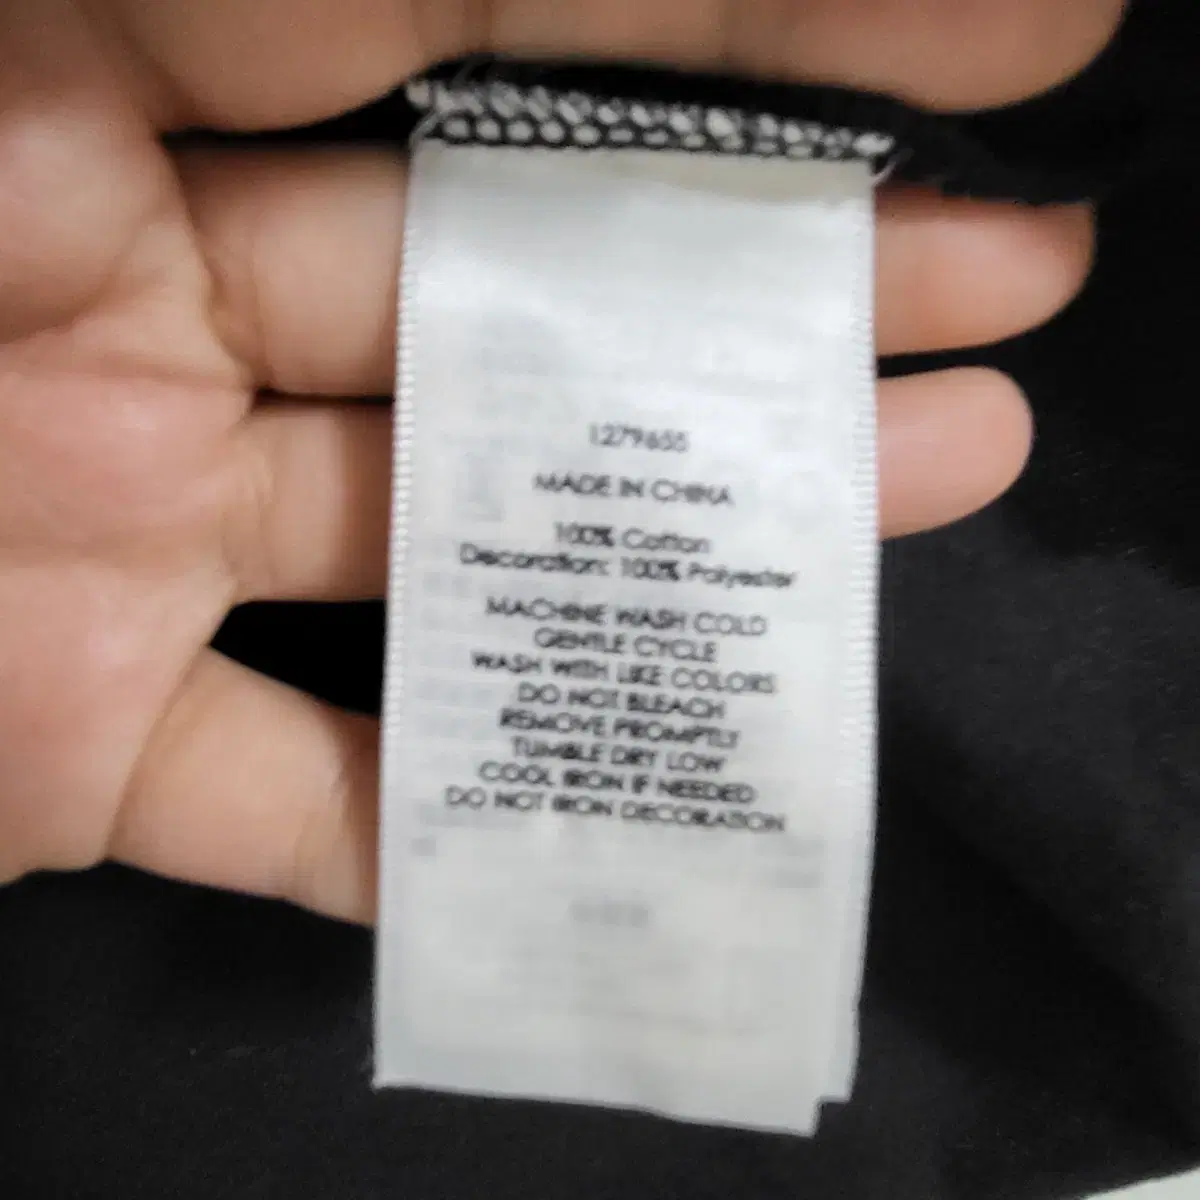 1279655
MADE IN CHINA
100% Cotton
Decoration: 100% Polyester
MACHINE WASH COLD
GENTLE CYCLE
WASH WITH LIKE COLORS
DO NOT BLEACH
REMOVE PROMPTLY
TUMBLE DRY LOW
COOL IRON IF NEEDED
DO NOT IRON DECORATION